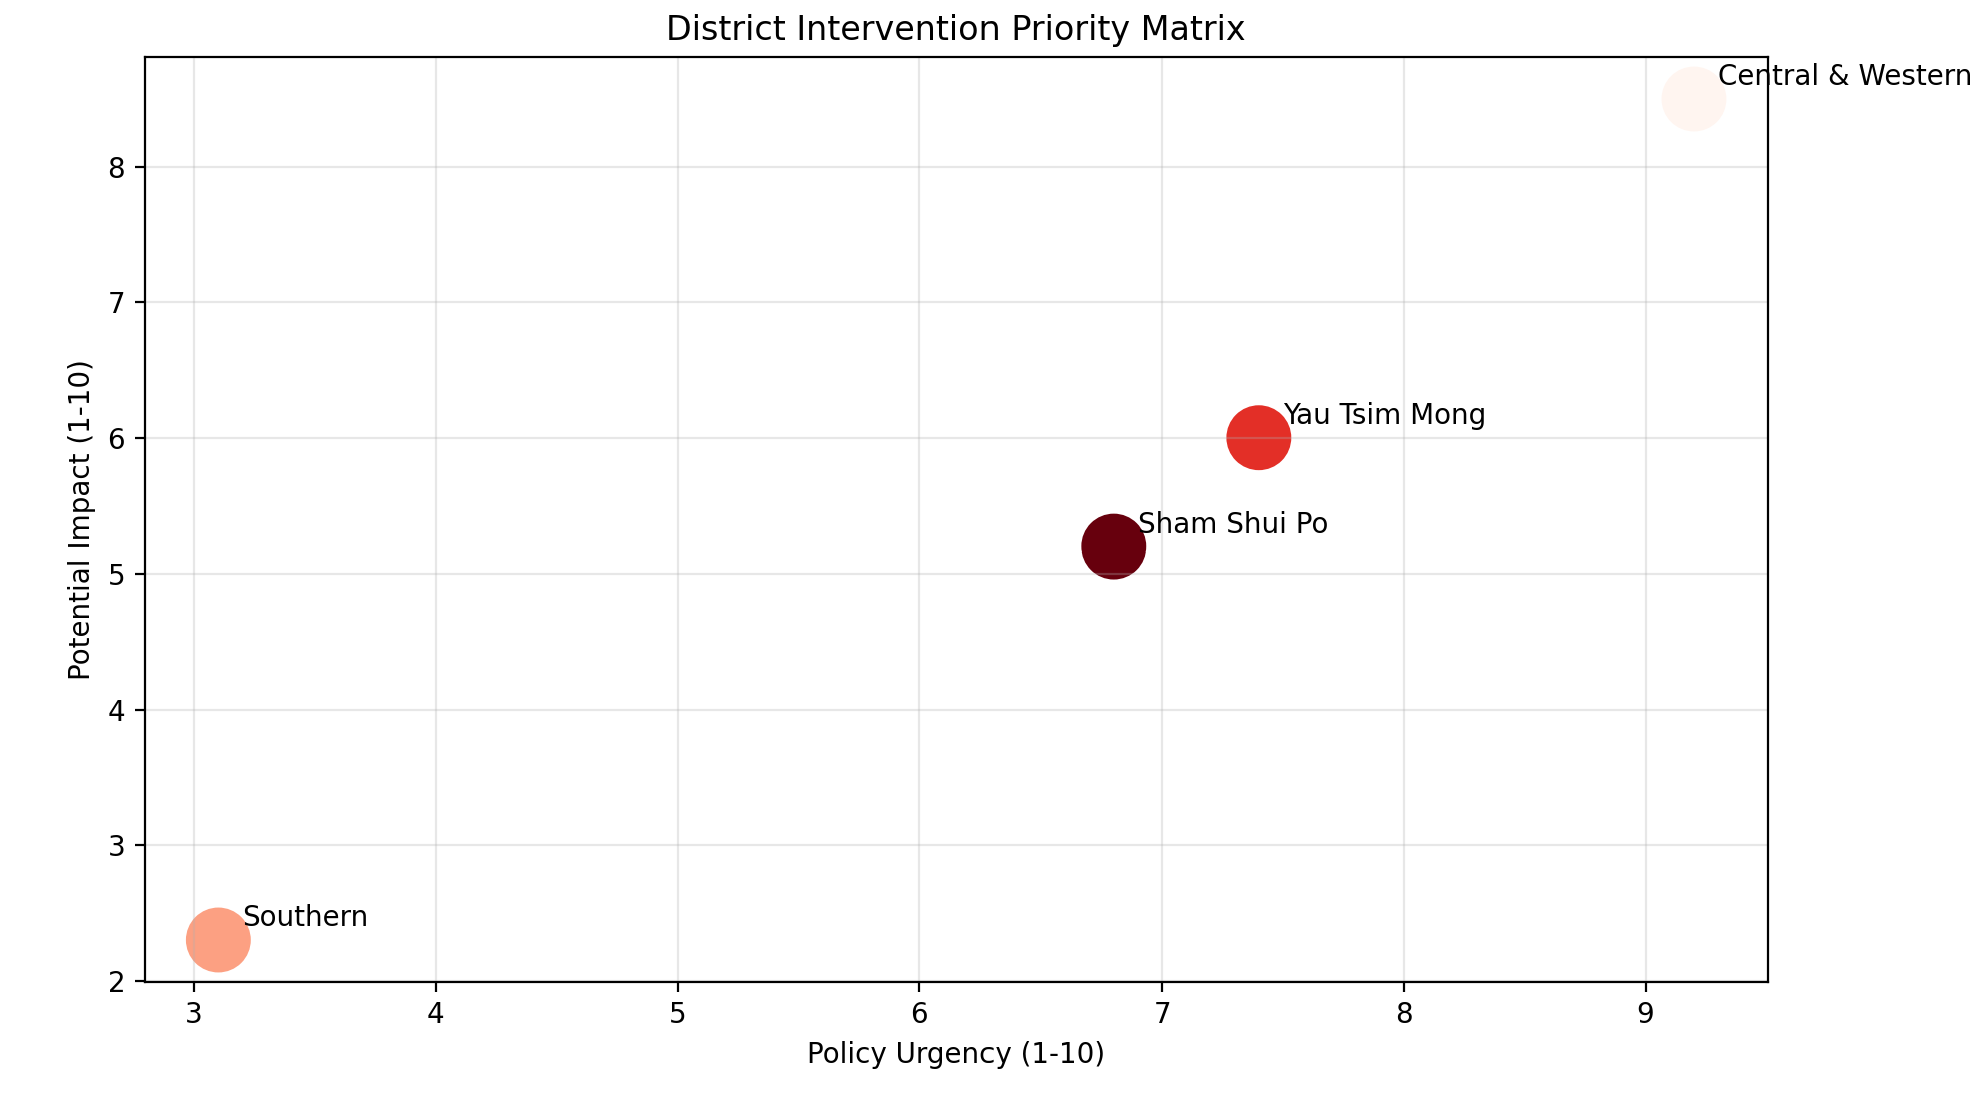 District Intervention Priority Matrix
Central & Western
8
7
Yau Tsim Mong
6
Sham Shui Po
5
4
3
Southern
2
Potential Impact (1-10)
3 4 5 6 7 8 9
Policy Urgency (1-10)